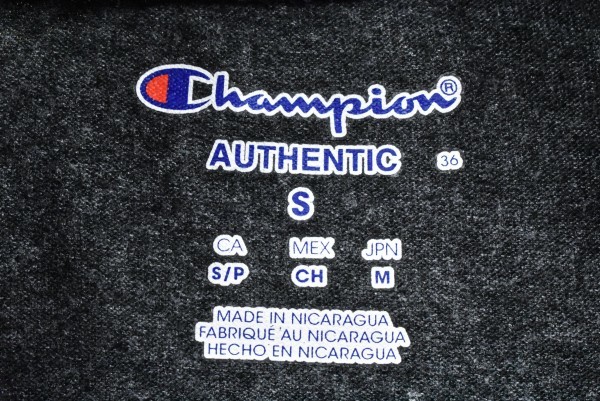 Champion®
AUTHENTIC 36
S
CA MEX JPN
S/P CH M
MADE IN NICARAGUA
FABRIQUÉ AU NICARAGUA
HECHO EN NICARAGUA